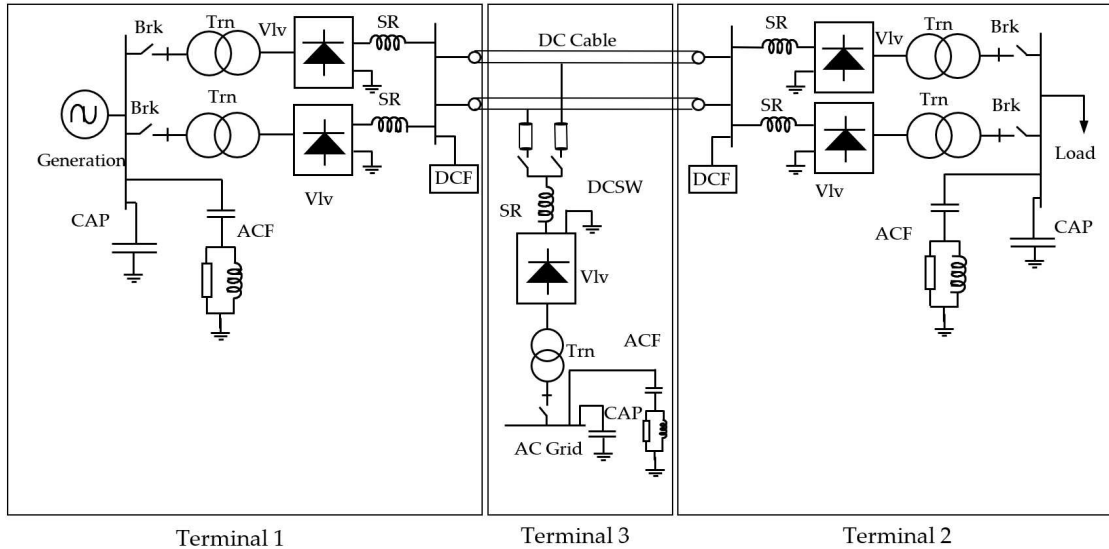 Brk
Trn
Vlv
SR
DC Cable
SR
Vlv
Trn
Brk
Brk
Trn
SR
SR
Trn
Brk
Generation
Load
DCF
DCF
Vlv
Vlv
DCSW
CAP
ACF
SR
ACF
CAP
Vlv
Trn
ACF
CAP
AC Grid
Terminal 1
Terminal 3
Terminal 2